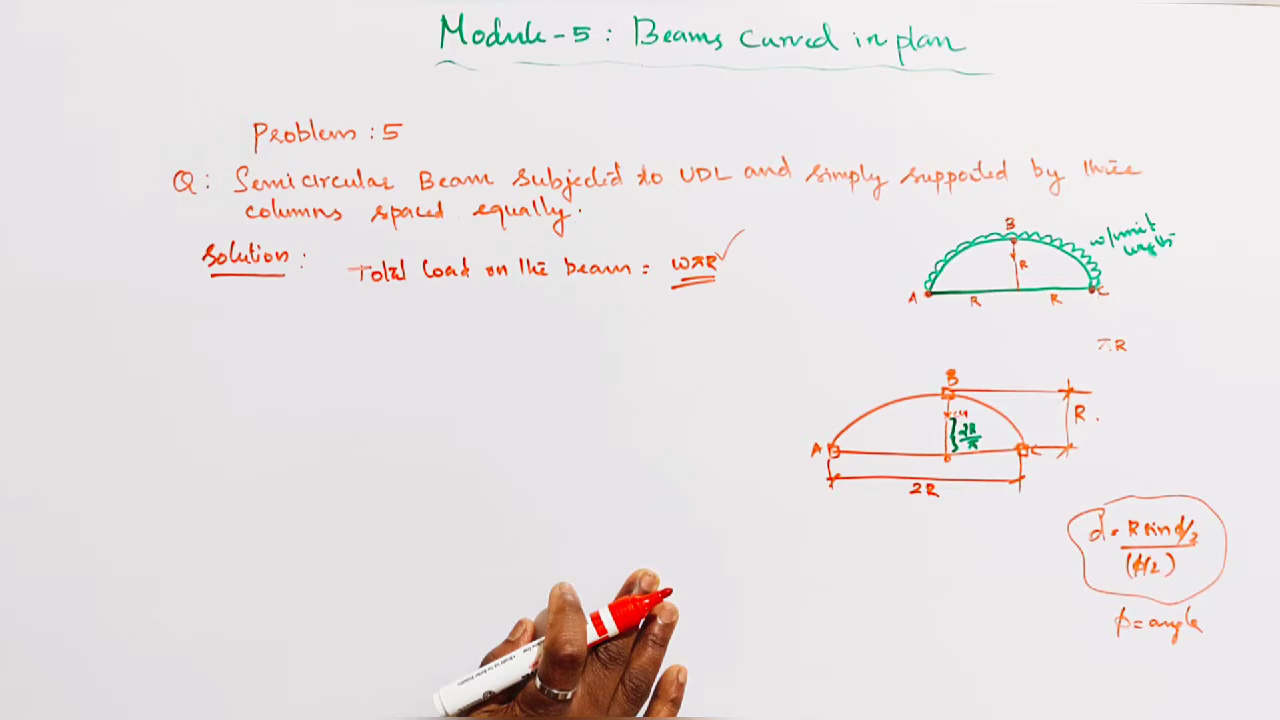 Module-5: Beams curved in plan
Problem: 5
Q: Semicircular Beam subjected to UDL and simply supported by three
columns spaced equally.
Solution: Total load on the beam = wπR ✓
B
w/unit
length
R
A R R C
πR
B
R.
2R/π
A C
2R
d = R sin φ/2
(φ/2)
φ = angle